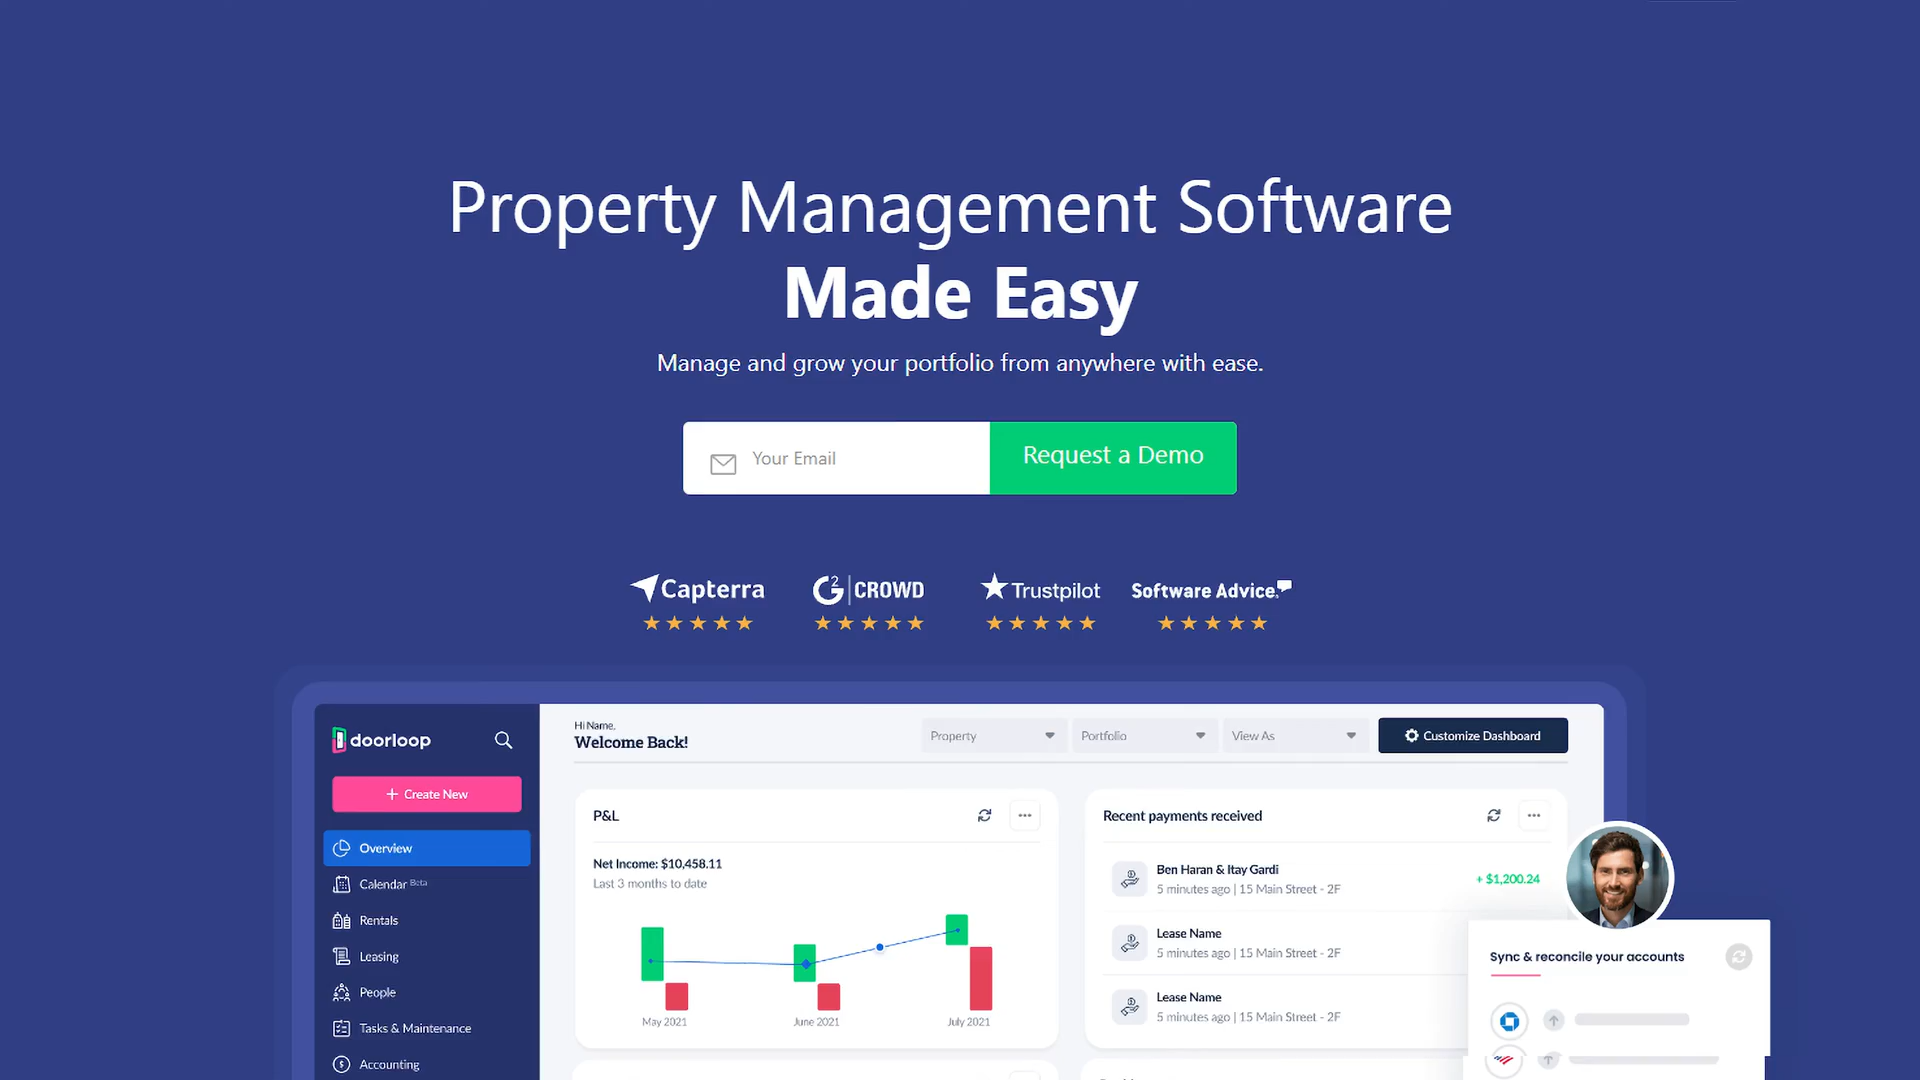 Property Management Software
Made Easy
Manage and grow your portfolio from anywhere with ease.
Your Email
Request a Demo
Capterra
G2 CROWD
Trustpilot
Software Advice
doorloop
+ Create New
Overview
Calendar Beta
Rentals
Leasing
People
Tasks & Maintenance
Accounting
Hi Name,
Welcome Back!
Property
Portfolio
View As
Customize Dashboard
P&L
Net Income: $10,458.11
Last 3 months to date
May 2021
June 2021
July 2021
Recent payments received
Ben Haran & Itay Gardi
5 minutes ago | 15 Main Street - 2F
+ $1,200.24
Lease Name
5 minutes ago | 15 Main Street - 2F
Lease Name
5 minutes ago | 15 Main Street - 2F
Sync & reconcile your accounts